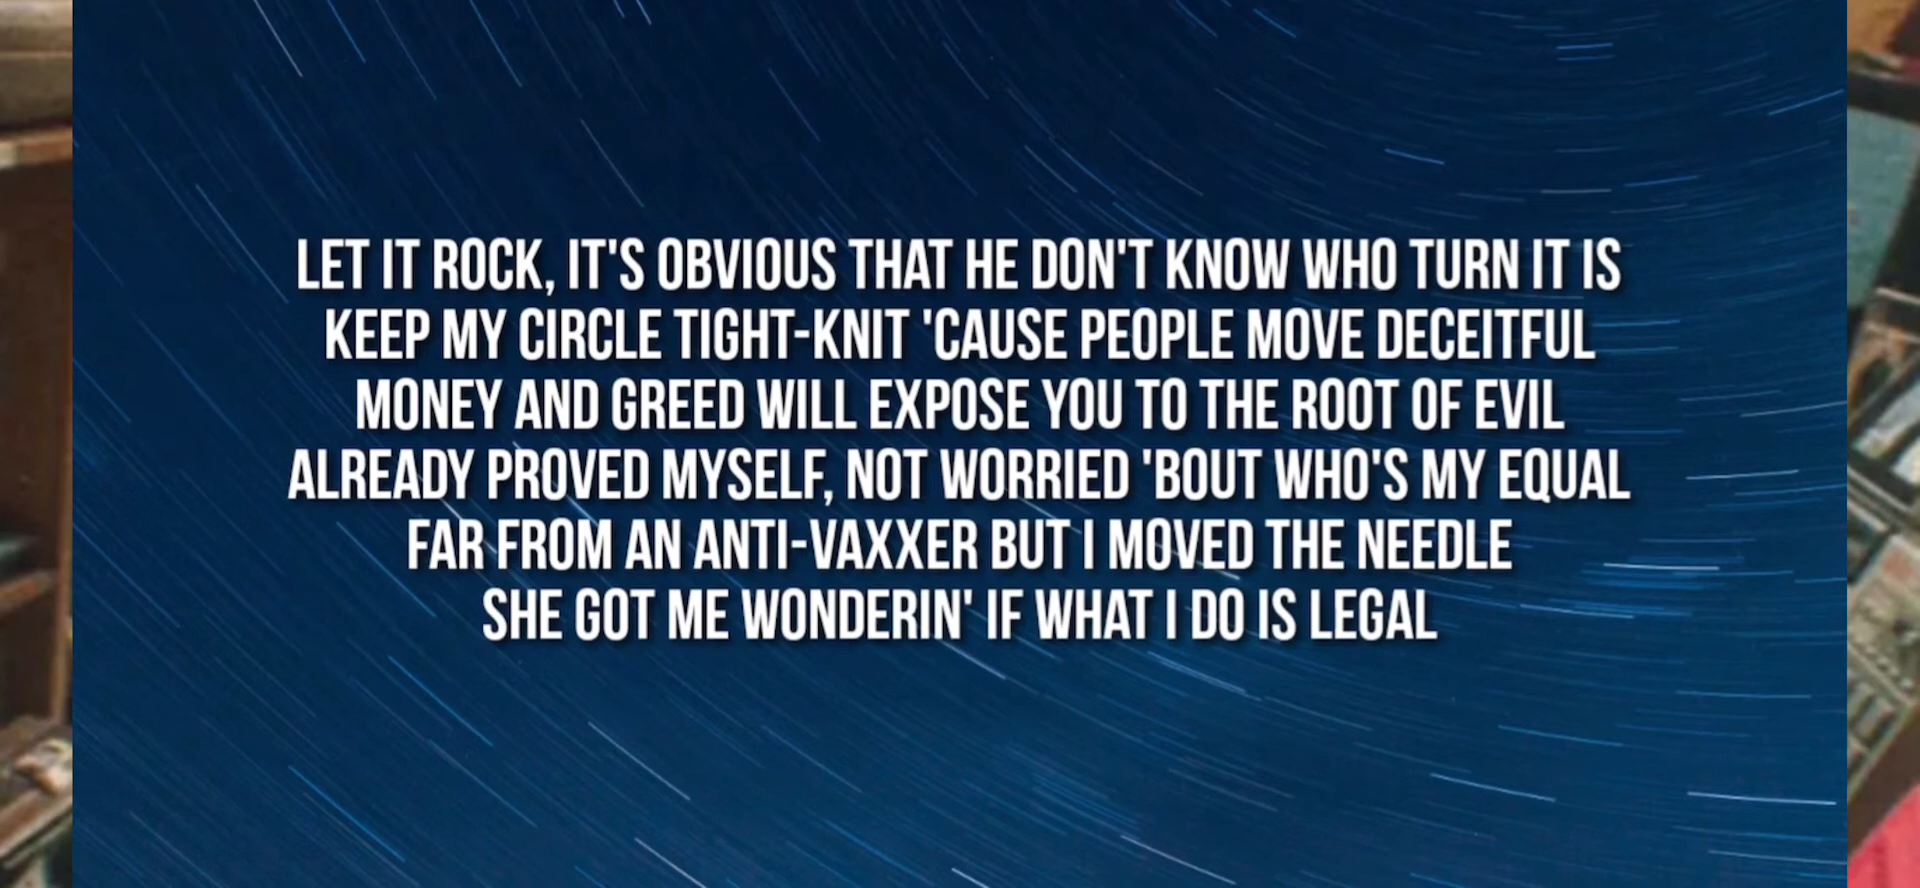 LET IT ROCK, IT'S OBVIOUS THAT HE DON'T KNOW WHO TURN IT IS
KEEP MY CIRCLE TIGHT-KNIT 'CAUSE PEOPLE MOVE DECEITFUL
MONEY AND GREED WILL EXPOSE YOU TO THE ROOT OF EVIL
ALREADY PROVED MYSELF, NOT WORRIED 'BOUT WHO'S MY EQUAL
FAR FROM AN ANTI-VAXXER BUT I MOVED THE NEEDLE
SHE GOT ME WONDERIN' IF WHAT I DO IS LEGAL